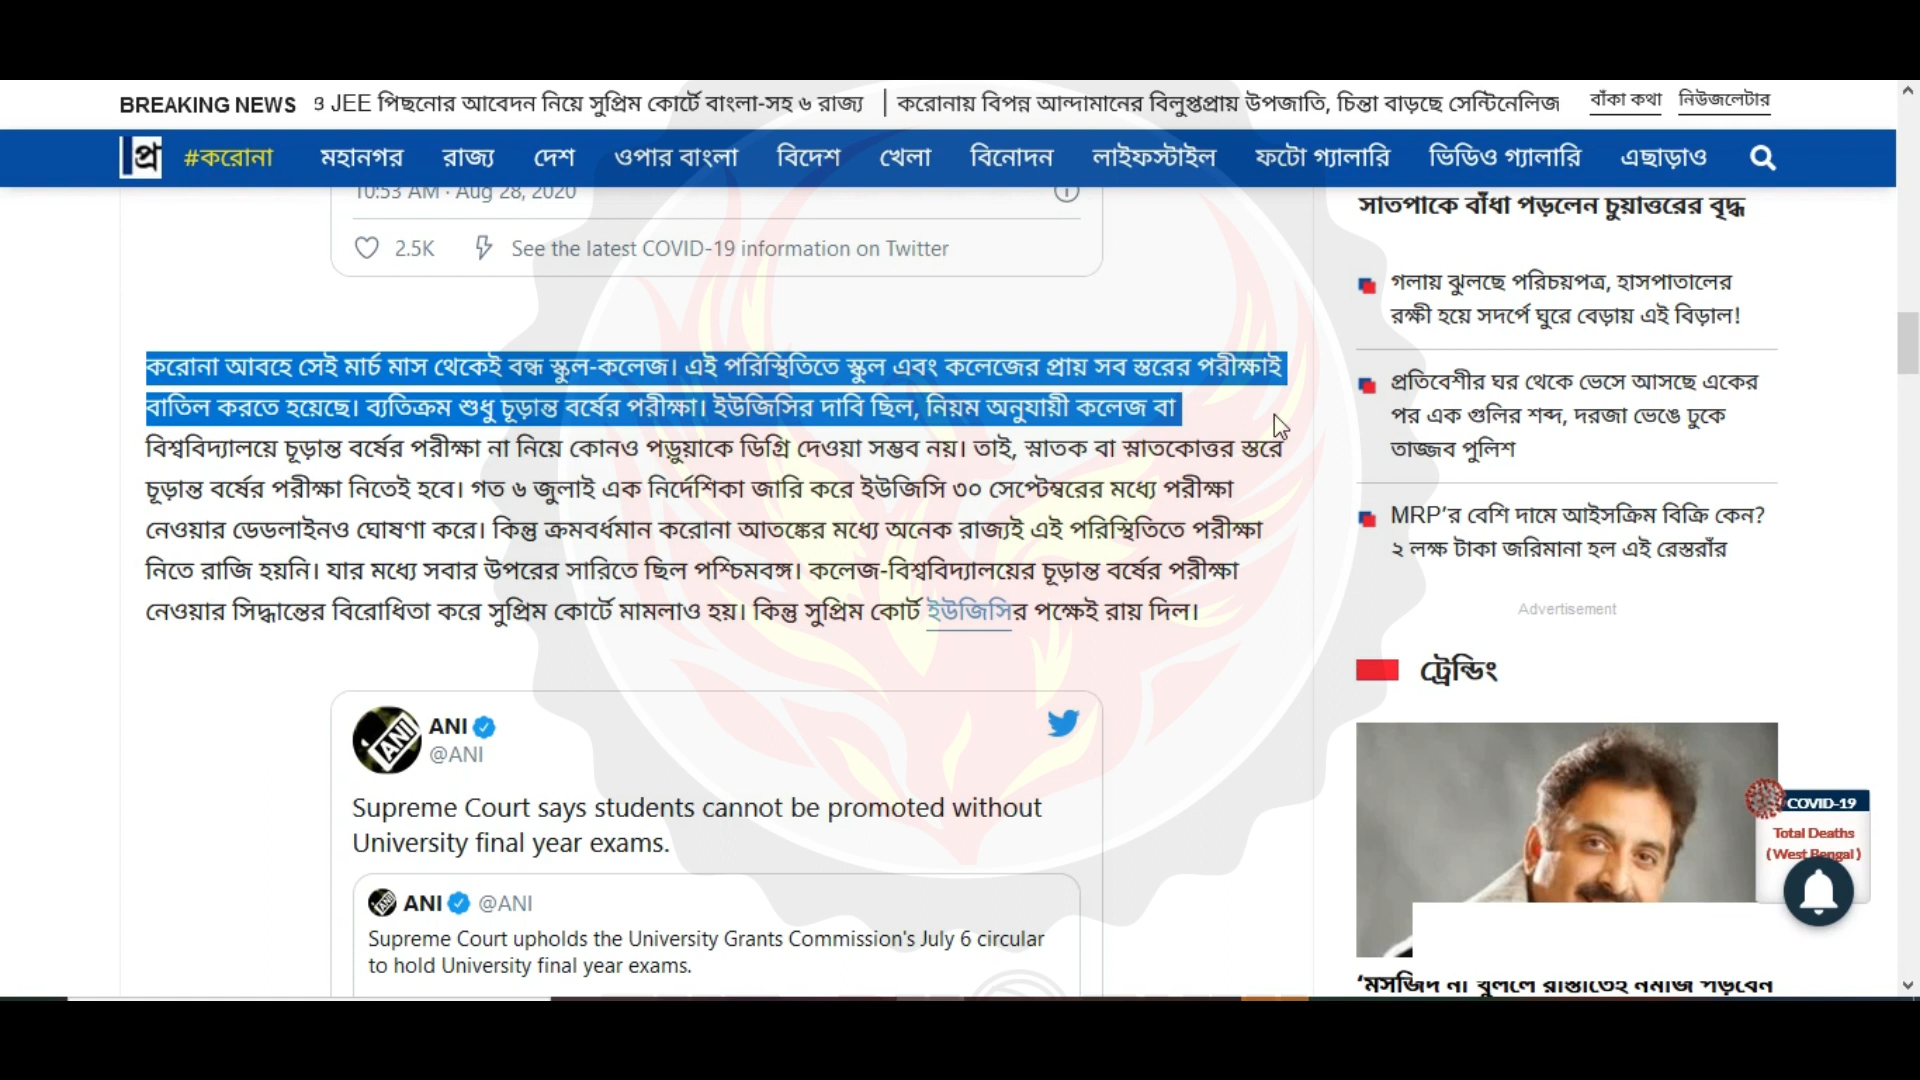 BREAKING NEWS ও JEE পিছনোর আবেদন নিয়ে সুপ্রিম কোর্টে বাংলা-সহ ৬ রাজ্য | করোনায় বিপন্ন আন্দামানের বিলুপ্তপ্রায় উপজাতি, চিন্তা বাড়ছে সেন্টিনেলিজ বাঁকা কথা নিউজলেটার
প্র #করোনা মহানগর রাজ্য দেশ ওপার বাংলা বিদেশ খেলা বিনোদন লাইফস্টাইল ফটো গ্যালারি ভিডিও গ্যালারি এছাড়াও
10:53 AM · Aug 28, 2020
2.5K See the latest COVID-19 information on Twitter
করোনা আবহে সেই মার্চ মাস থেকেই বন্ধ স্কুল-কলেজ। এই পরিস্থিতিতে স্কুল এবং কলেজের প্রায় সব স্তরের পরীক্ষাই
বাতিল করতে হয়েছে। ব্যতিক্রম শুধু চূড়ান্ত বর্ষের পরীক্ষা। ইউজিসির দাবি ছিল, নিয়ম অনুযায়ী কলেজ বা
বিশ্ববিদ্যালয়ে চূড়ান্ত বর্ষের পরীক্ষা না নিয়ে কোনও পড়ুয়াকে ডিগ্রি দেওয়া সম্ভব নয়। তাই, স্নাতক বা স্নাতকোত্তর স্তরে
চূড়ান্ত বর্ষের পরীক্ষা নিতেই হবে। গত ৬ জুলাই এক নির্দেশিকা জারি করে ইউজিসি ৩০ সেপ্টেম্বরের মধ্যে পরীক্ষা
নেওয়ার ডেডলাইনও ঘোষণা করে। কিন্তু ক্রমবর্ধমান করোনা আতঙ্কের মধ্যে অনেক রাজ্যই এই পরিস্থিতিতে পরীক্ষা
নিতে রাজি হয়নি। যার মধ্যে সবার উপরের সারিতে ছিল পশ্চিমবঙ্গ। কলেজ-বিশ্ববিদ্যালয়ের চূড়ান্ত বর্ষের পরীক্ষা
নেওয়ার সিদ্ধান্তের বিরোধিতা করে সুপ্রিম কোর্টে মামলাও হয়। কিন্তু সুপ্রিম কোর্ট ইউজিসির পক্ষেই রায় দিল।
ANI
@ANI
Supreme Court says students cannot be promoted without
University final year exams.
ANI @ANI
Supreme Court upholds the University Grants Commission's July 6 circular
to hold University final year exams.
সাতপাকে বাঁধা পড়লেন চুয়াত্তরের বৃদ্ধ
গলায় ঝুলছে পরিচয়পত্র, হাসপাতালের
রক্ষী হয়ে সদর্পে ঘুরে বেড়ায় এই বিড়াল!
প্রতিবেশীর ঘর থেকে ভেসে আসছে একের
পর এক গুলির শব্দ, দরজা ভেঙে ঢুকে
তাজ্জব পুলিশ
MRP’র বেশি দামে আইসক্রিম বিক্রি কেন?
২ লক্ষ টাকা জরিমানা হল এই রেস্তরাঁর
Advertisement
ট্রেন্ডিং
COVID-19
Total Deaths
(West Bengal)
‘মসজিদ না খুললে রাস্তাতেই নমাজ পড়বেন